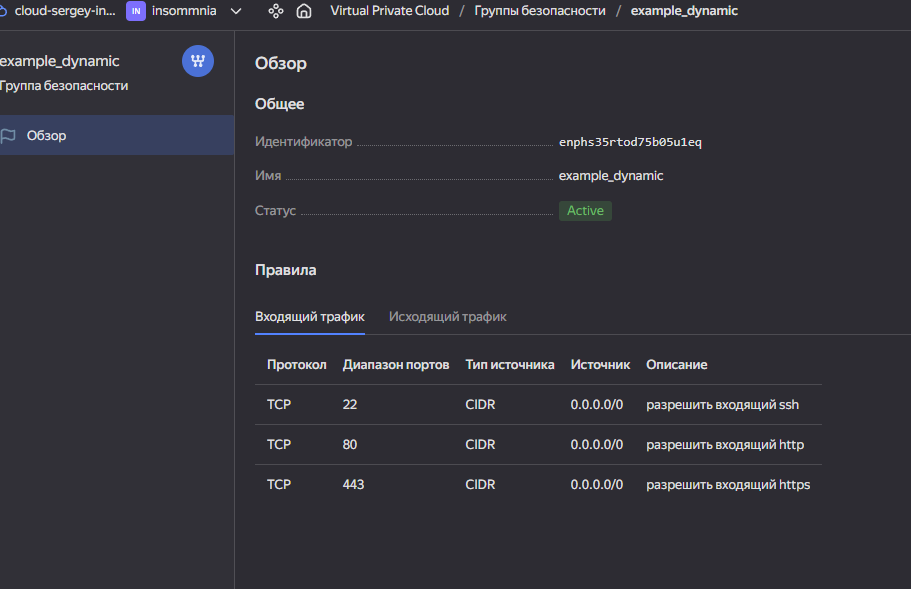 cloud-sergey-in... IN insommnia Virtual Private Cloud / Группы безопасности / example_dynamic
example_dynamic
Группа безопасности
Обзор
Обзор
Общее
Идентификатор enphs35rtod75b05u1eq
Имя example_dynamic
Статус Active
Правила
Входящий трафик Исходящий трафик
Протокол Диапазон портов Тип источника Источник Описание
TCP 22 CIDR 0.0.0.0/0 разрешить входящий ssh
TCP 80 CIDR 0.0.0.0/0 разрешить входящий http
TCP 443 CIDR 0.0.0.0/0 разрешить входящий https